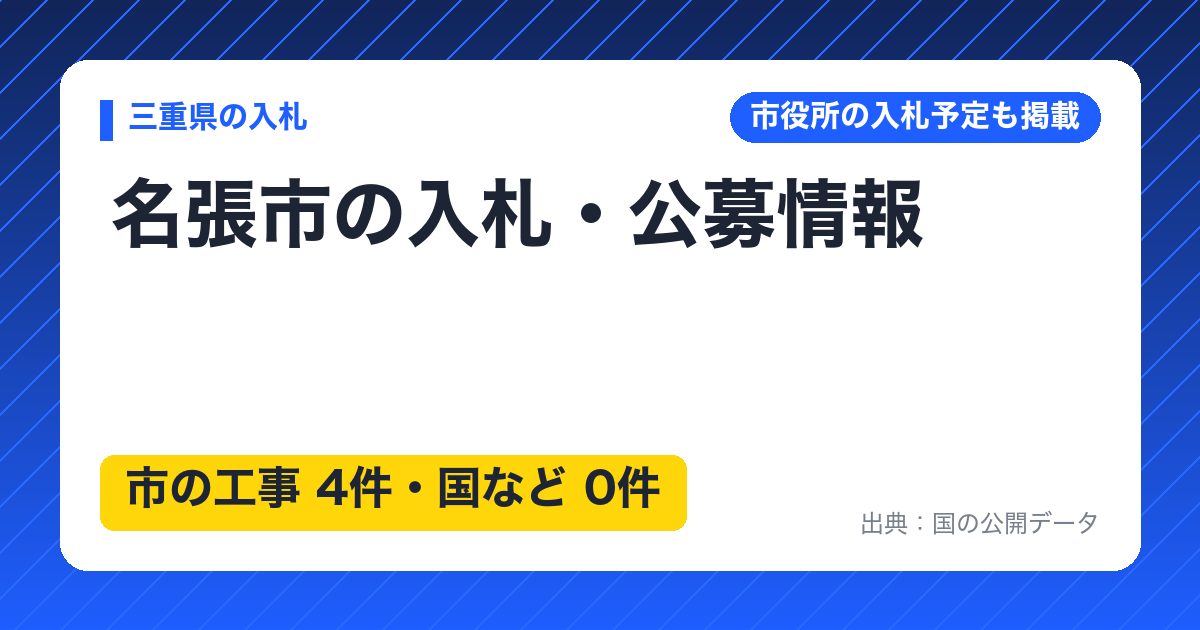 三重県の入札
市役所の入札予定も掲載
名張市の入札・公募情報
市の工事 4件・国など 0件
出典：国の公開データ